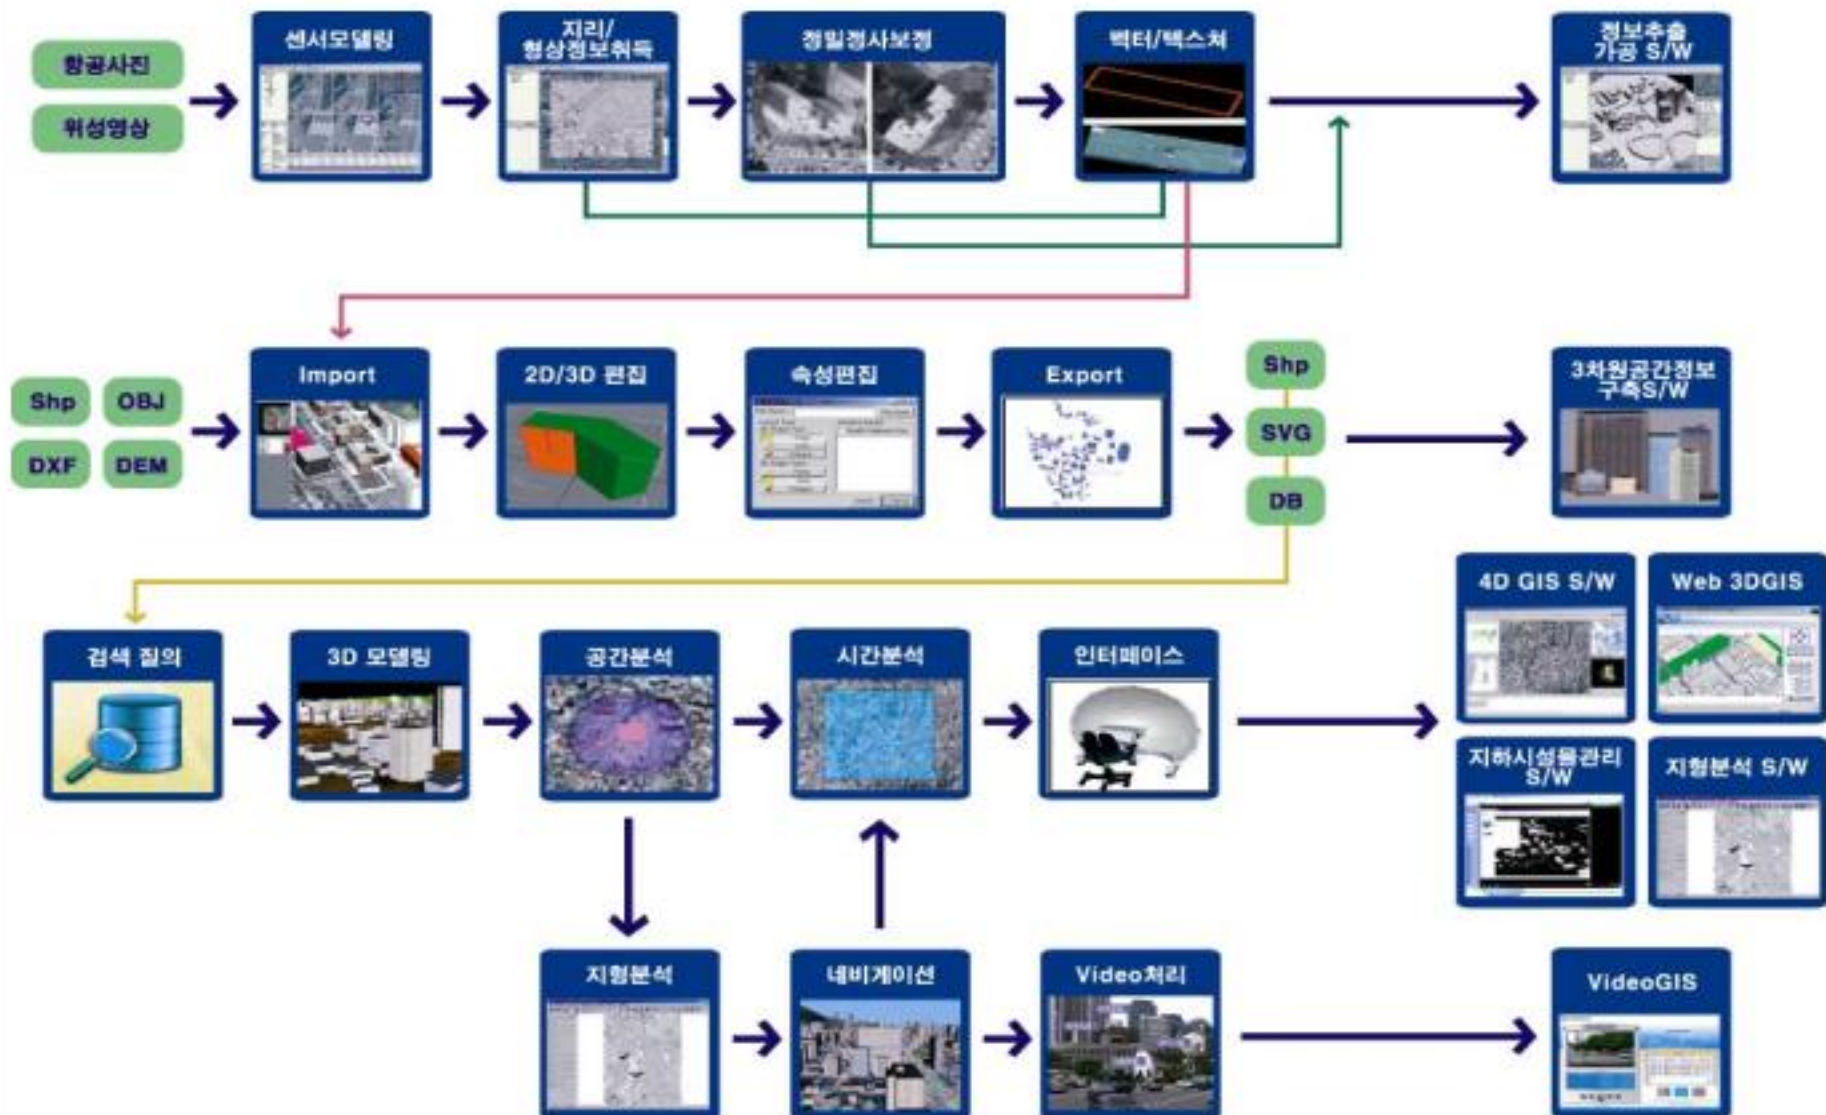 항공사진
위성영상
센서모델링
지리/
형상정보취득
정밀정사보정
벡터/텍스쳐
정보추출
가공 S/W
Shp
OBJ
DXF
DEM
Import
2D/3D 편집
속성편집
Export
Shp
SVG
DB
3차원공간정보
구축S/W
검색 질의
3D 모델링
공간분석
시간분석
인터페이스
4D GIS S/W
Web 3DGIS
지하시설물관리
S/W
지형분석 S/W
지형분석
네비게이션
Video처리
VideoGIS